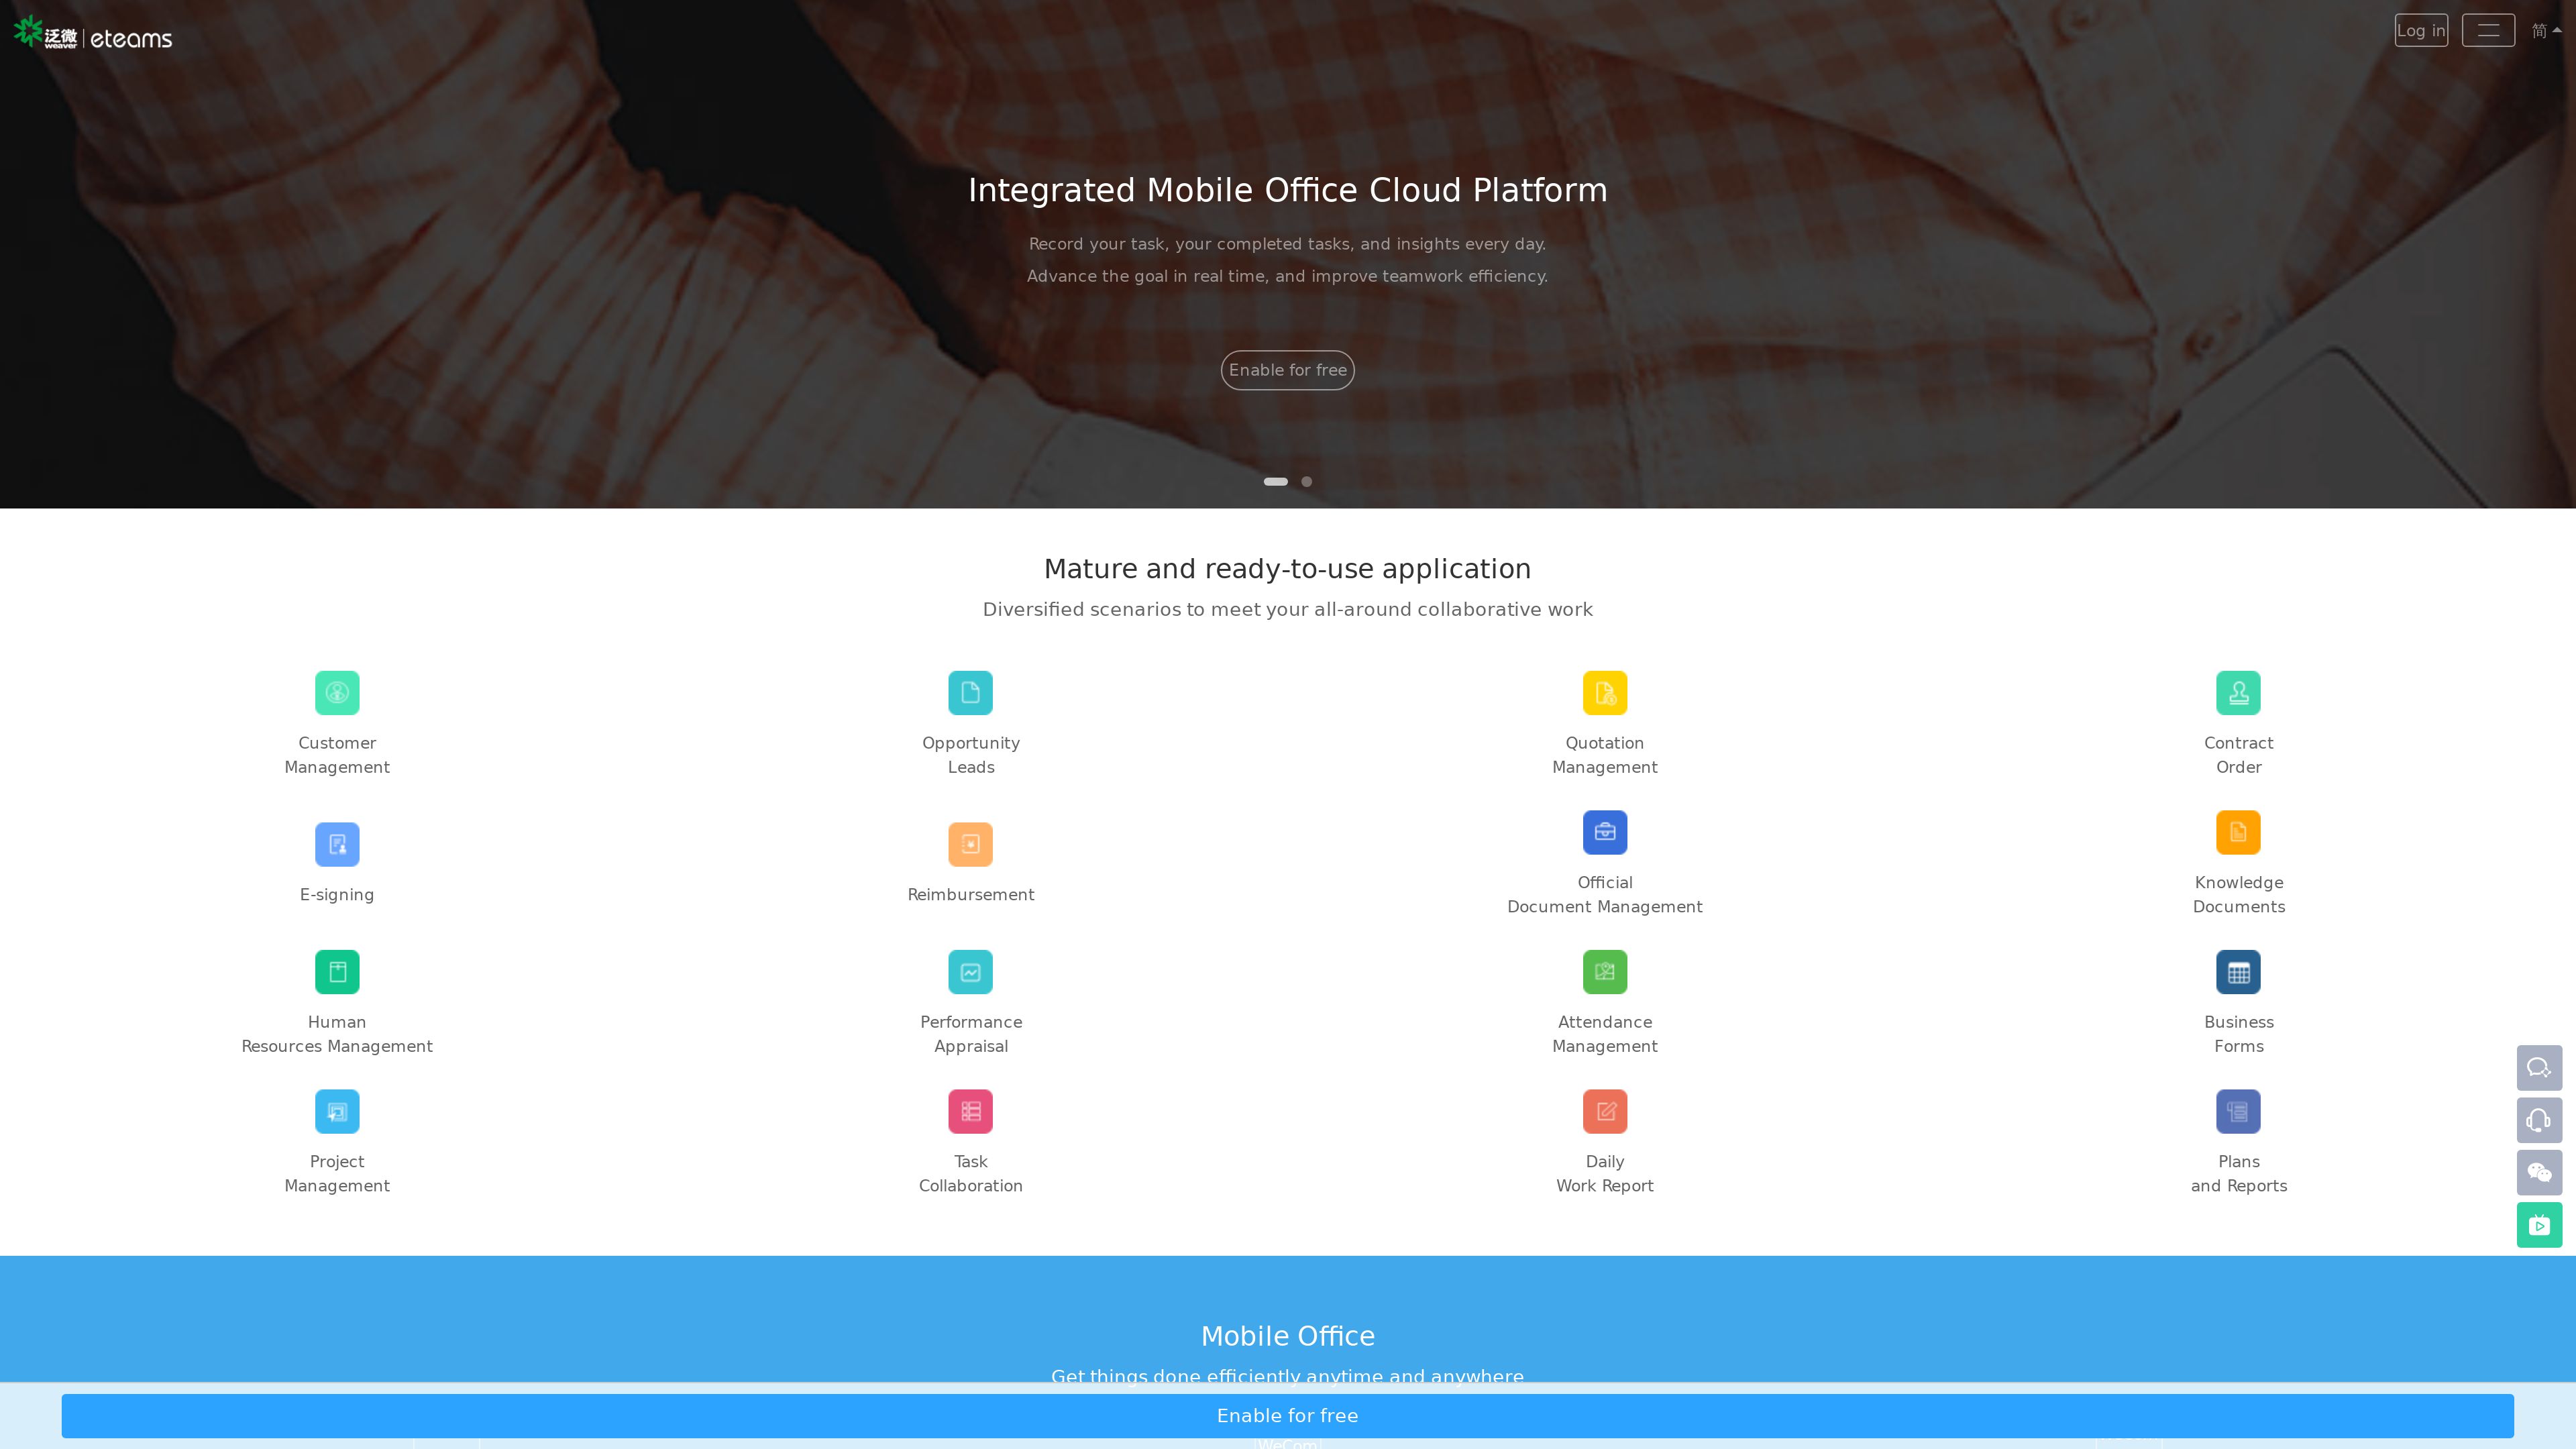 泛微 weaver eteams
Log in
简
Integrated Mobile Office Cloud Platform
Record your task, your completed tasks, and insights every day.
Advance the goal in real time, and improve teamwork efficiency.
Enable for free
Mature and ready-to-use application
Diversified scenarios to meet your all-around collaborative work
Customer
Management
Opportunity
Leads
Quotation
Management
Contract
Order
E-signing
Reimbursement
Official
Document Management
Knowledge
Documents
Human
Resources Management
Performance
Appraisal
Attendance
Management
Business
Forms
Project
Management
Task
Collaboration
Daily
Work Report
Plans
and Reports
Mobile Office
Get things done efficiently anytime and anywhere
Enable for free
WeCom